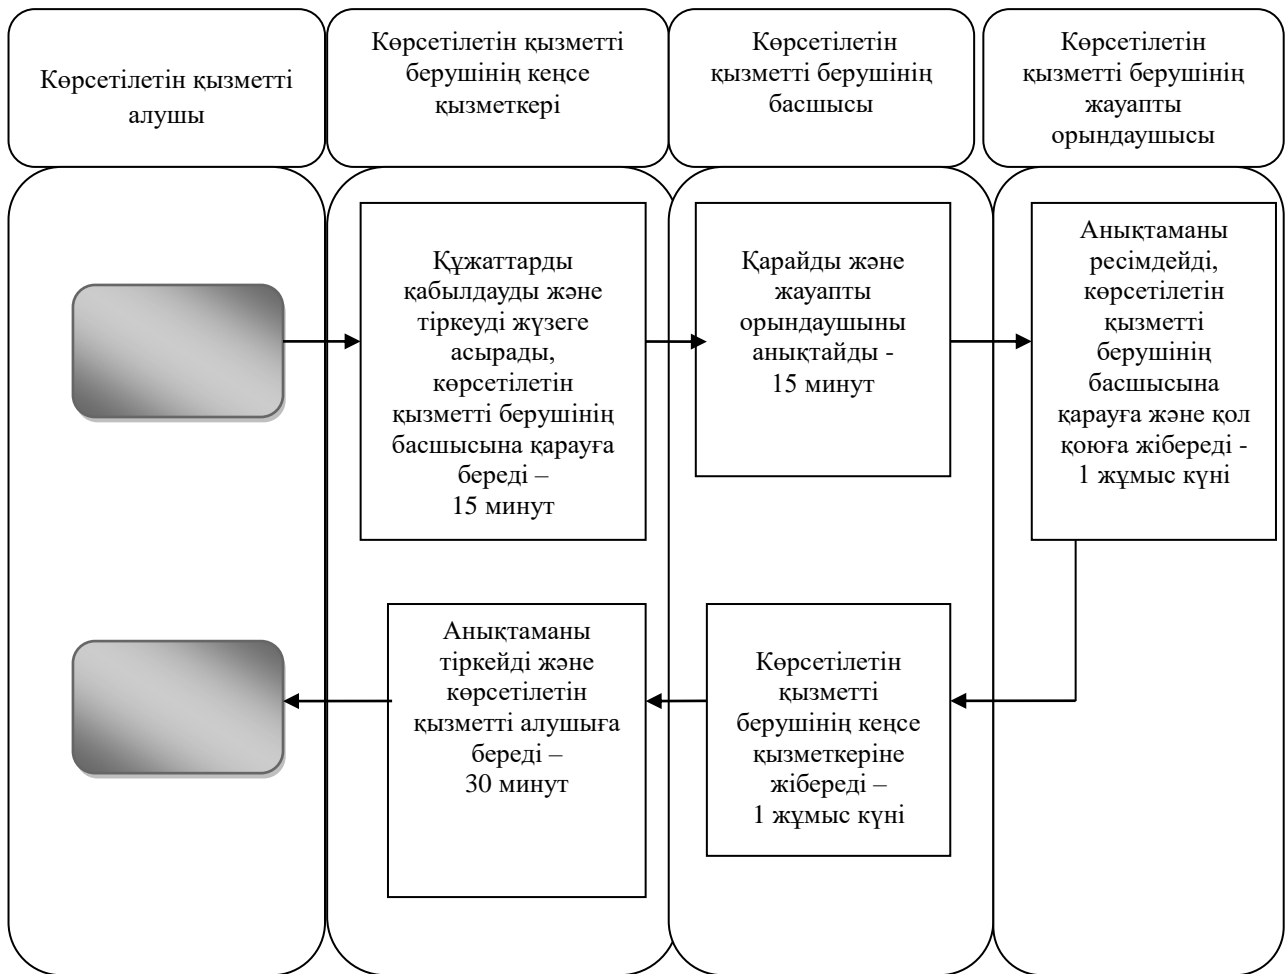 Көрсетілетін қызметті
алушы
Көрсетілетін қызметті
берушінің кеңсе
қызметкері
Көрсетілетін
қызметті берушінің
басшысы
Көрсетілетін
қызметті берушінің
жауапты
орындаушысы
Құжаттарды
қабылдауды және
тіркеуді жүзеге
асырады,
көрсетілетін
қызметті берушінің
басшысына қарауға
береді –
15 минут
Қарайды және
жауапты
орындаушыны
анықтайды -
15 минут
Анықтаманы
ресімдейді,
көрсетілетін
қызметті
берушінің
басшысына
қарауға және қол
қоюға жібереді -
1 жұмыс күні
Анықтаманы
тіркейді және
көрсетілетін
қызметті алушыға
береді –
30 минут
Көрсетілетін
қызметті
берушінің кеңсе
қызметкеріне
жібереді –
1 жұмыс күні